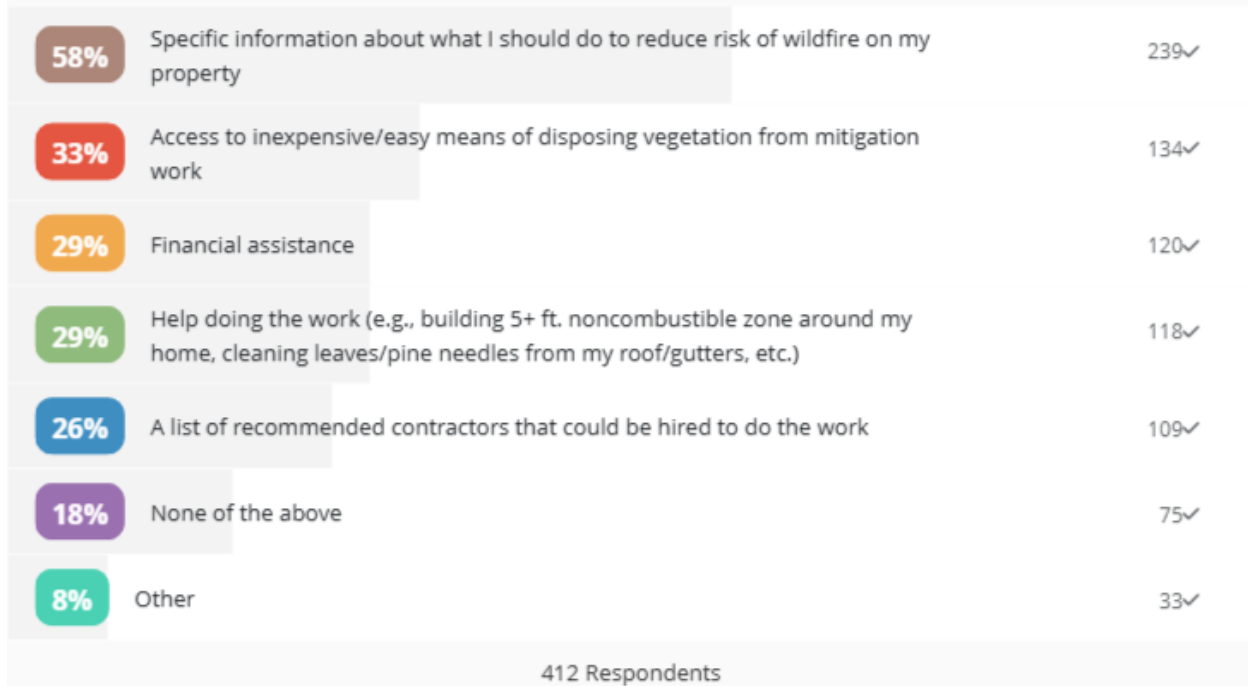 58%
Specific information about what I should do to reduce risk of wildfire on my
property
239✓
33%
Access to inexpensive/easy means of disposing vegetation from mitigation
work
134✓
29%
Financial assistance
120✓
29%
Help doing the work (e.g., building 5+ ft. noncombustible zone around my
home, cleaning leaves/pine needles from my roof/gutters, etc.)
118✓
26%
A list of recommended contractors that could be hired to do the work
109✓
18%
None of the above
75✓
8%
Other
33✓
412 Respondents